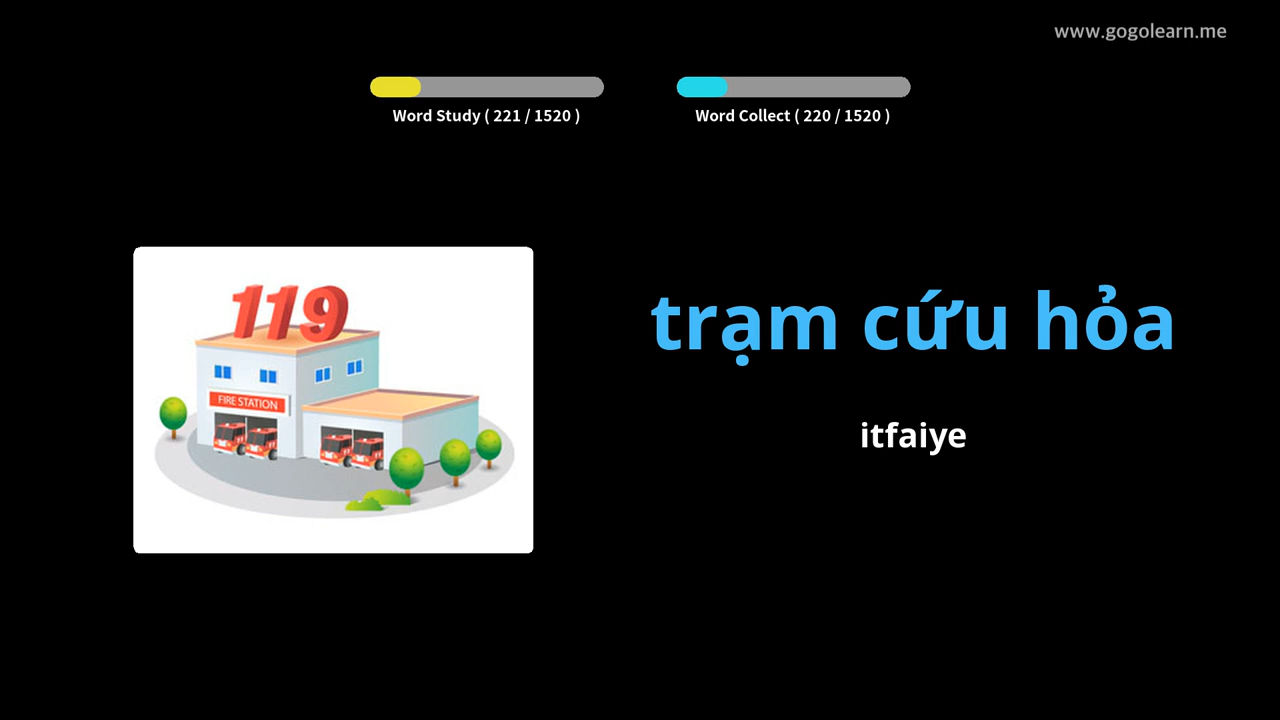 www.gogolearn.me
Word Study ( 221 / 1520 )
Word Collect ( 220 / 1520 )
119
FIRE STATION
trạm cứu hỏa
itfaiye